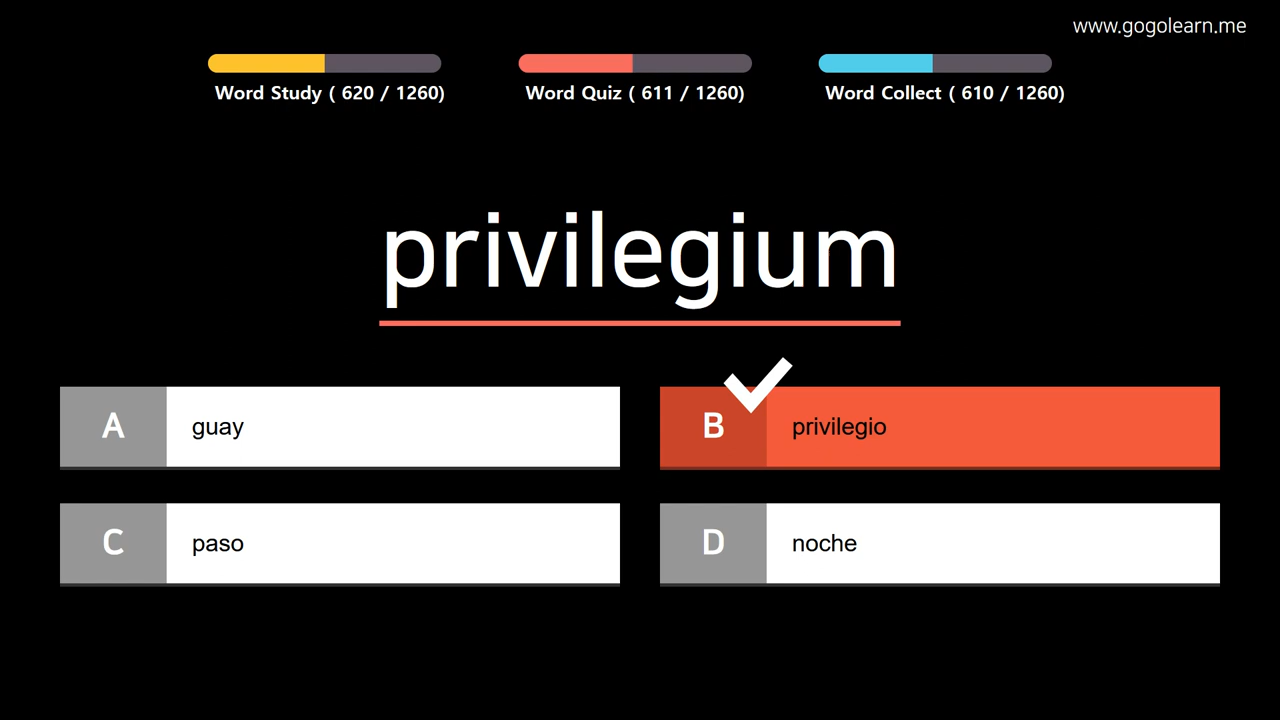 www.gogolearn.me
Word Study ( 620 / 1260)
Word Quiz ( 611 / 1260)
Word Collect ( 610 / 1260)
privilegium
A guay
B privilegio
C paso
D noche